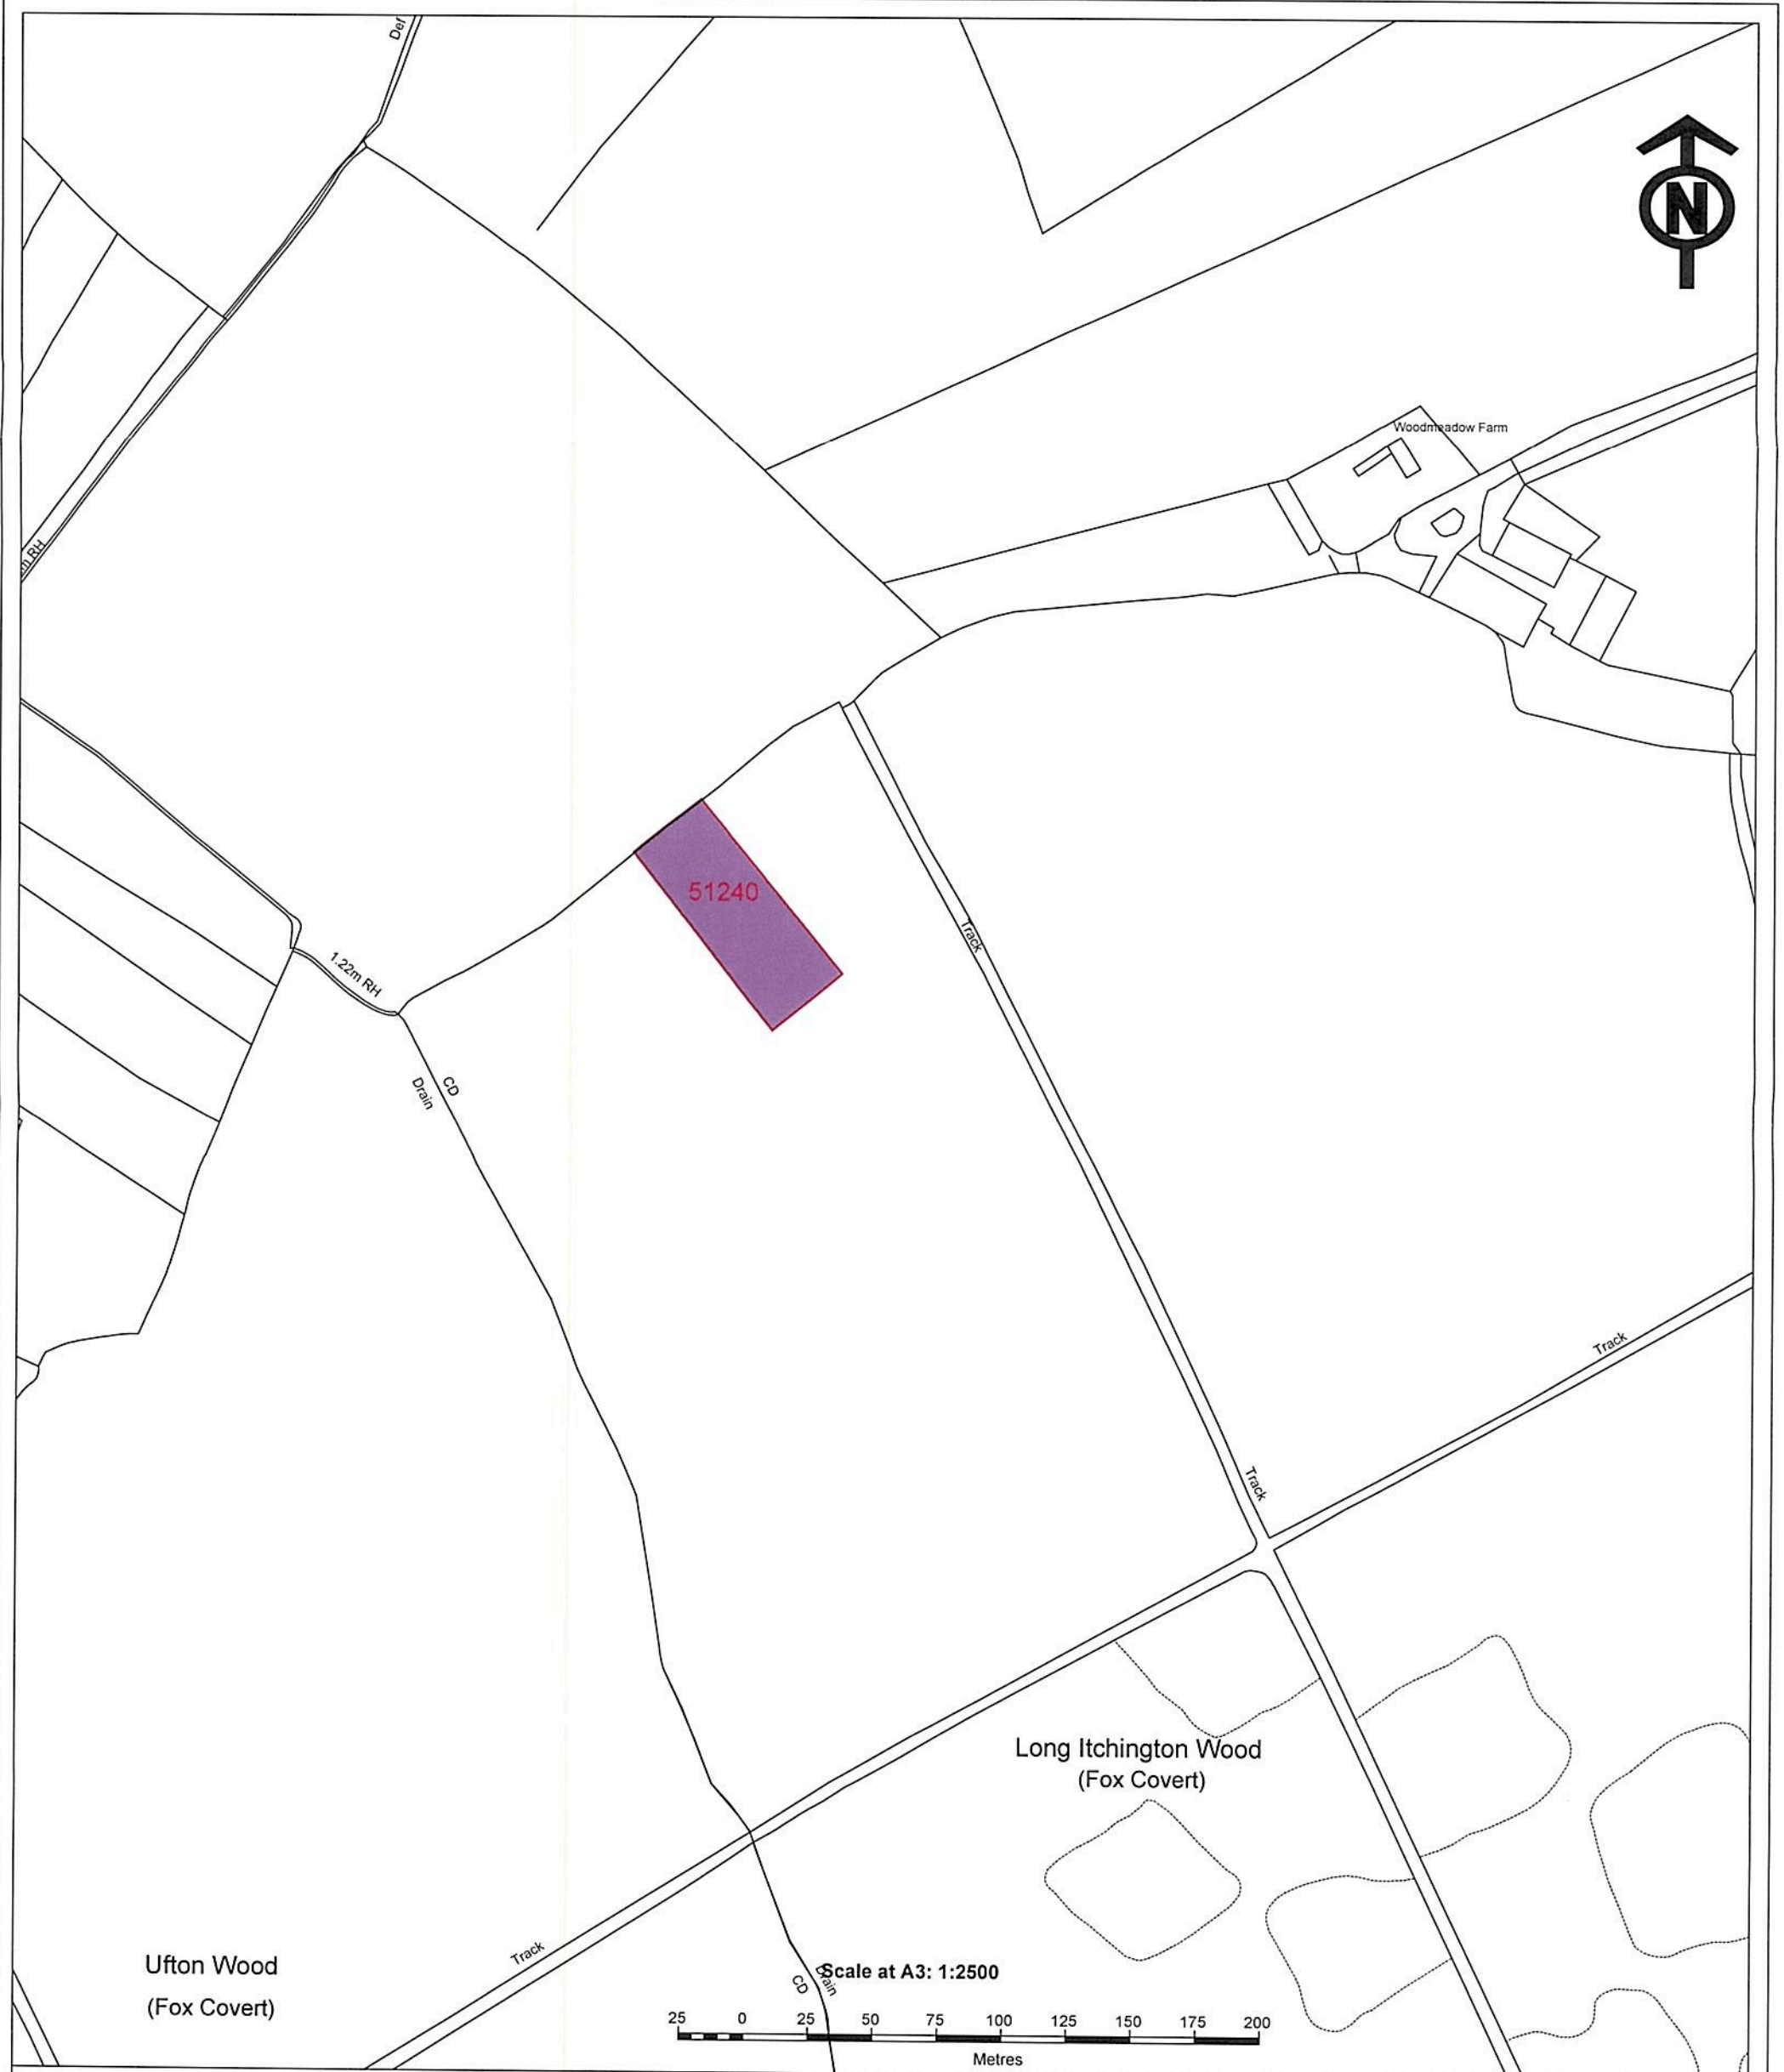 Def
N
Woodmeadow Farm
m RH
51240
Track
1.22m RH
CD
Drain
Track
Track
Long Itchington Wood
(Fox Covert)
Track
Ufton Wood
(Fox Covert)
Scale at A3: 1:2500
Drain
CD
25 0 25 50 75 100 125 150 175 200
Metres